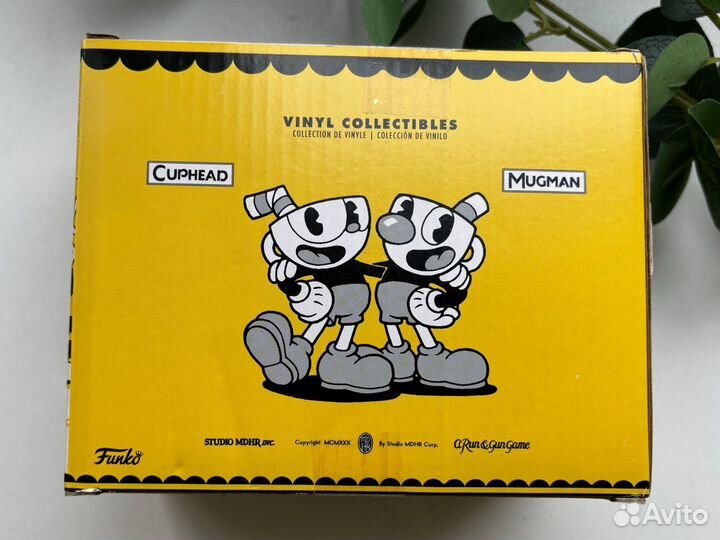 VINYL COLLECTIBLES
COLLECTION DE VINYLE | COLECCIÓN DE VINILO
CUPHEAD
MUGMAN
Funko
STUDIO MDHR INC.
Copyright MCMXXX
By Studio MDHR Corp.
A Run & Gun Game
Avito